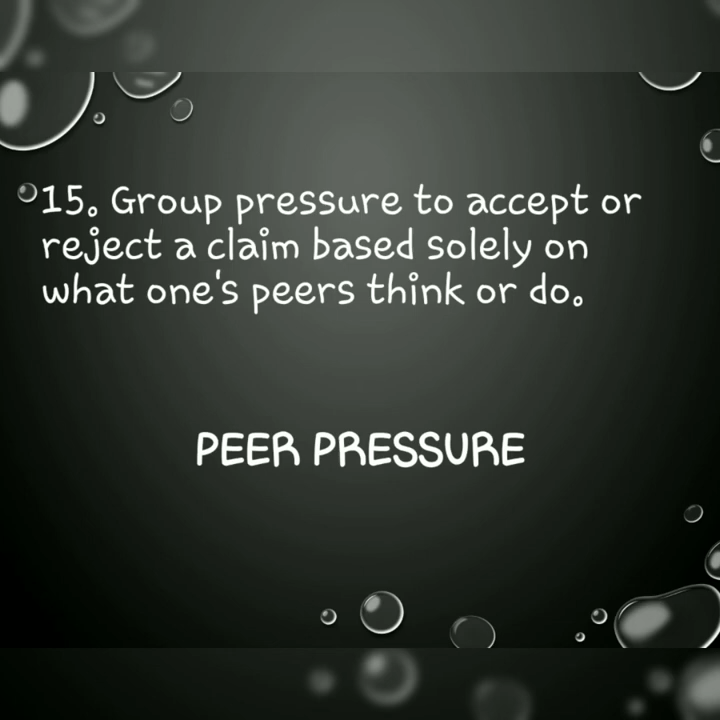 15. Group pressure to accept or
reject a claim based solely on
what one's peers think or do.
PEER PRESSURE